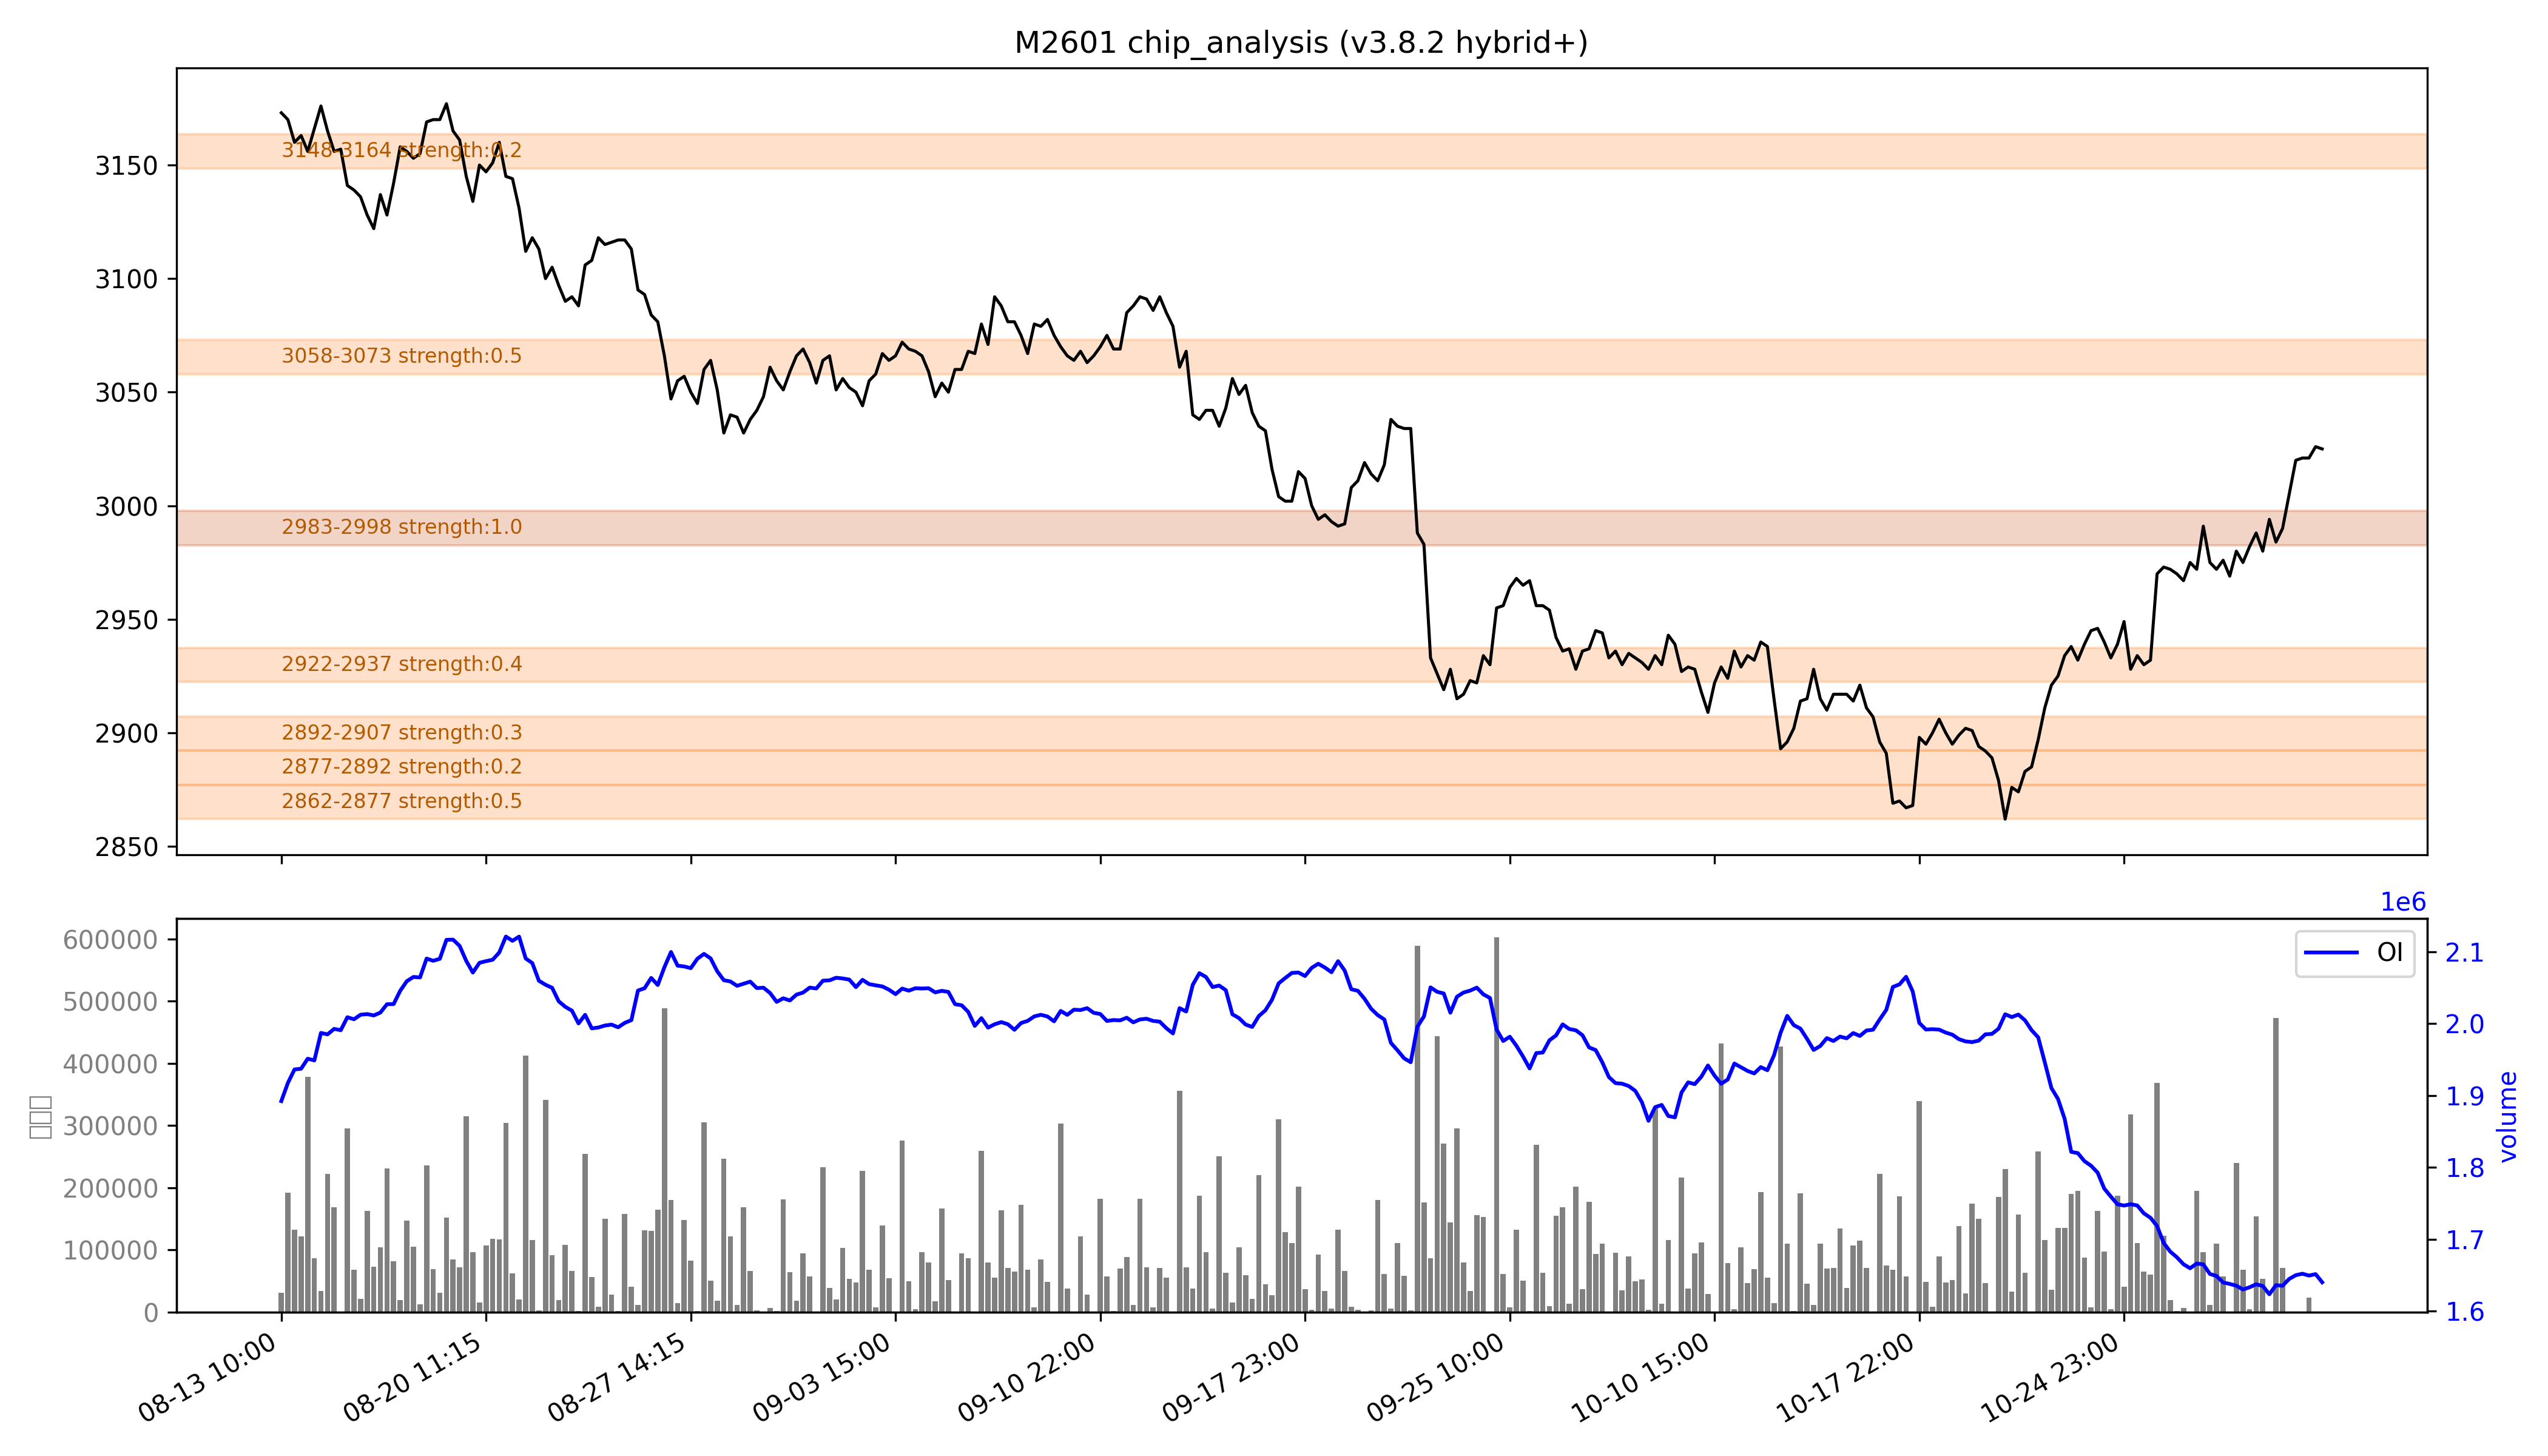 M2601 chip_analysis (v3.8.2 hybrid+)
3150
3100
3050
3000
2950
2900
2850
3148-3164 strength:0.2
3058-3073 strength:0.5
2983-2998 strength:1.0
2922-2937 strength:0.4
2892-2907 strength:0.3
2877-2892 strength:0.2
2862-2877 strength:0.5
1e6
600000
500000
400000
300000
200000
100000
0
OI
2.1
2.0
1.9
1.8
1.7
1.6
volume
08-13 10:00
08-20 11:15
08-27 14:15
09-03 15:00
09-10 22:00
09-17 23:00
09-25 10:00
10-10 15:00
10-17 22:00
10-24 23:00